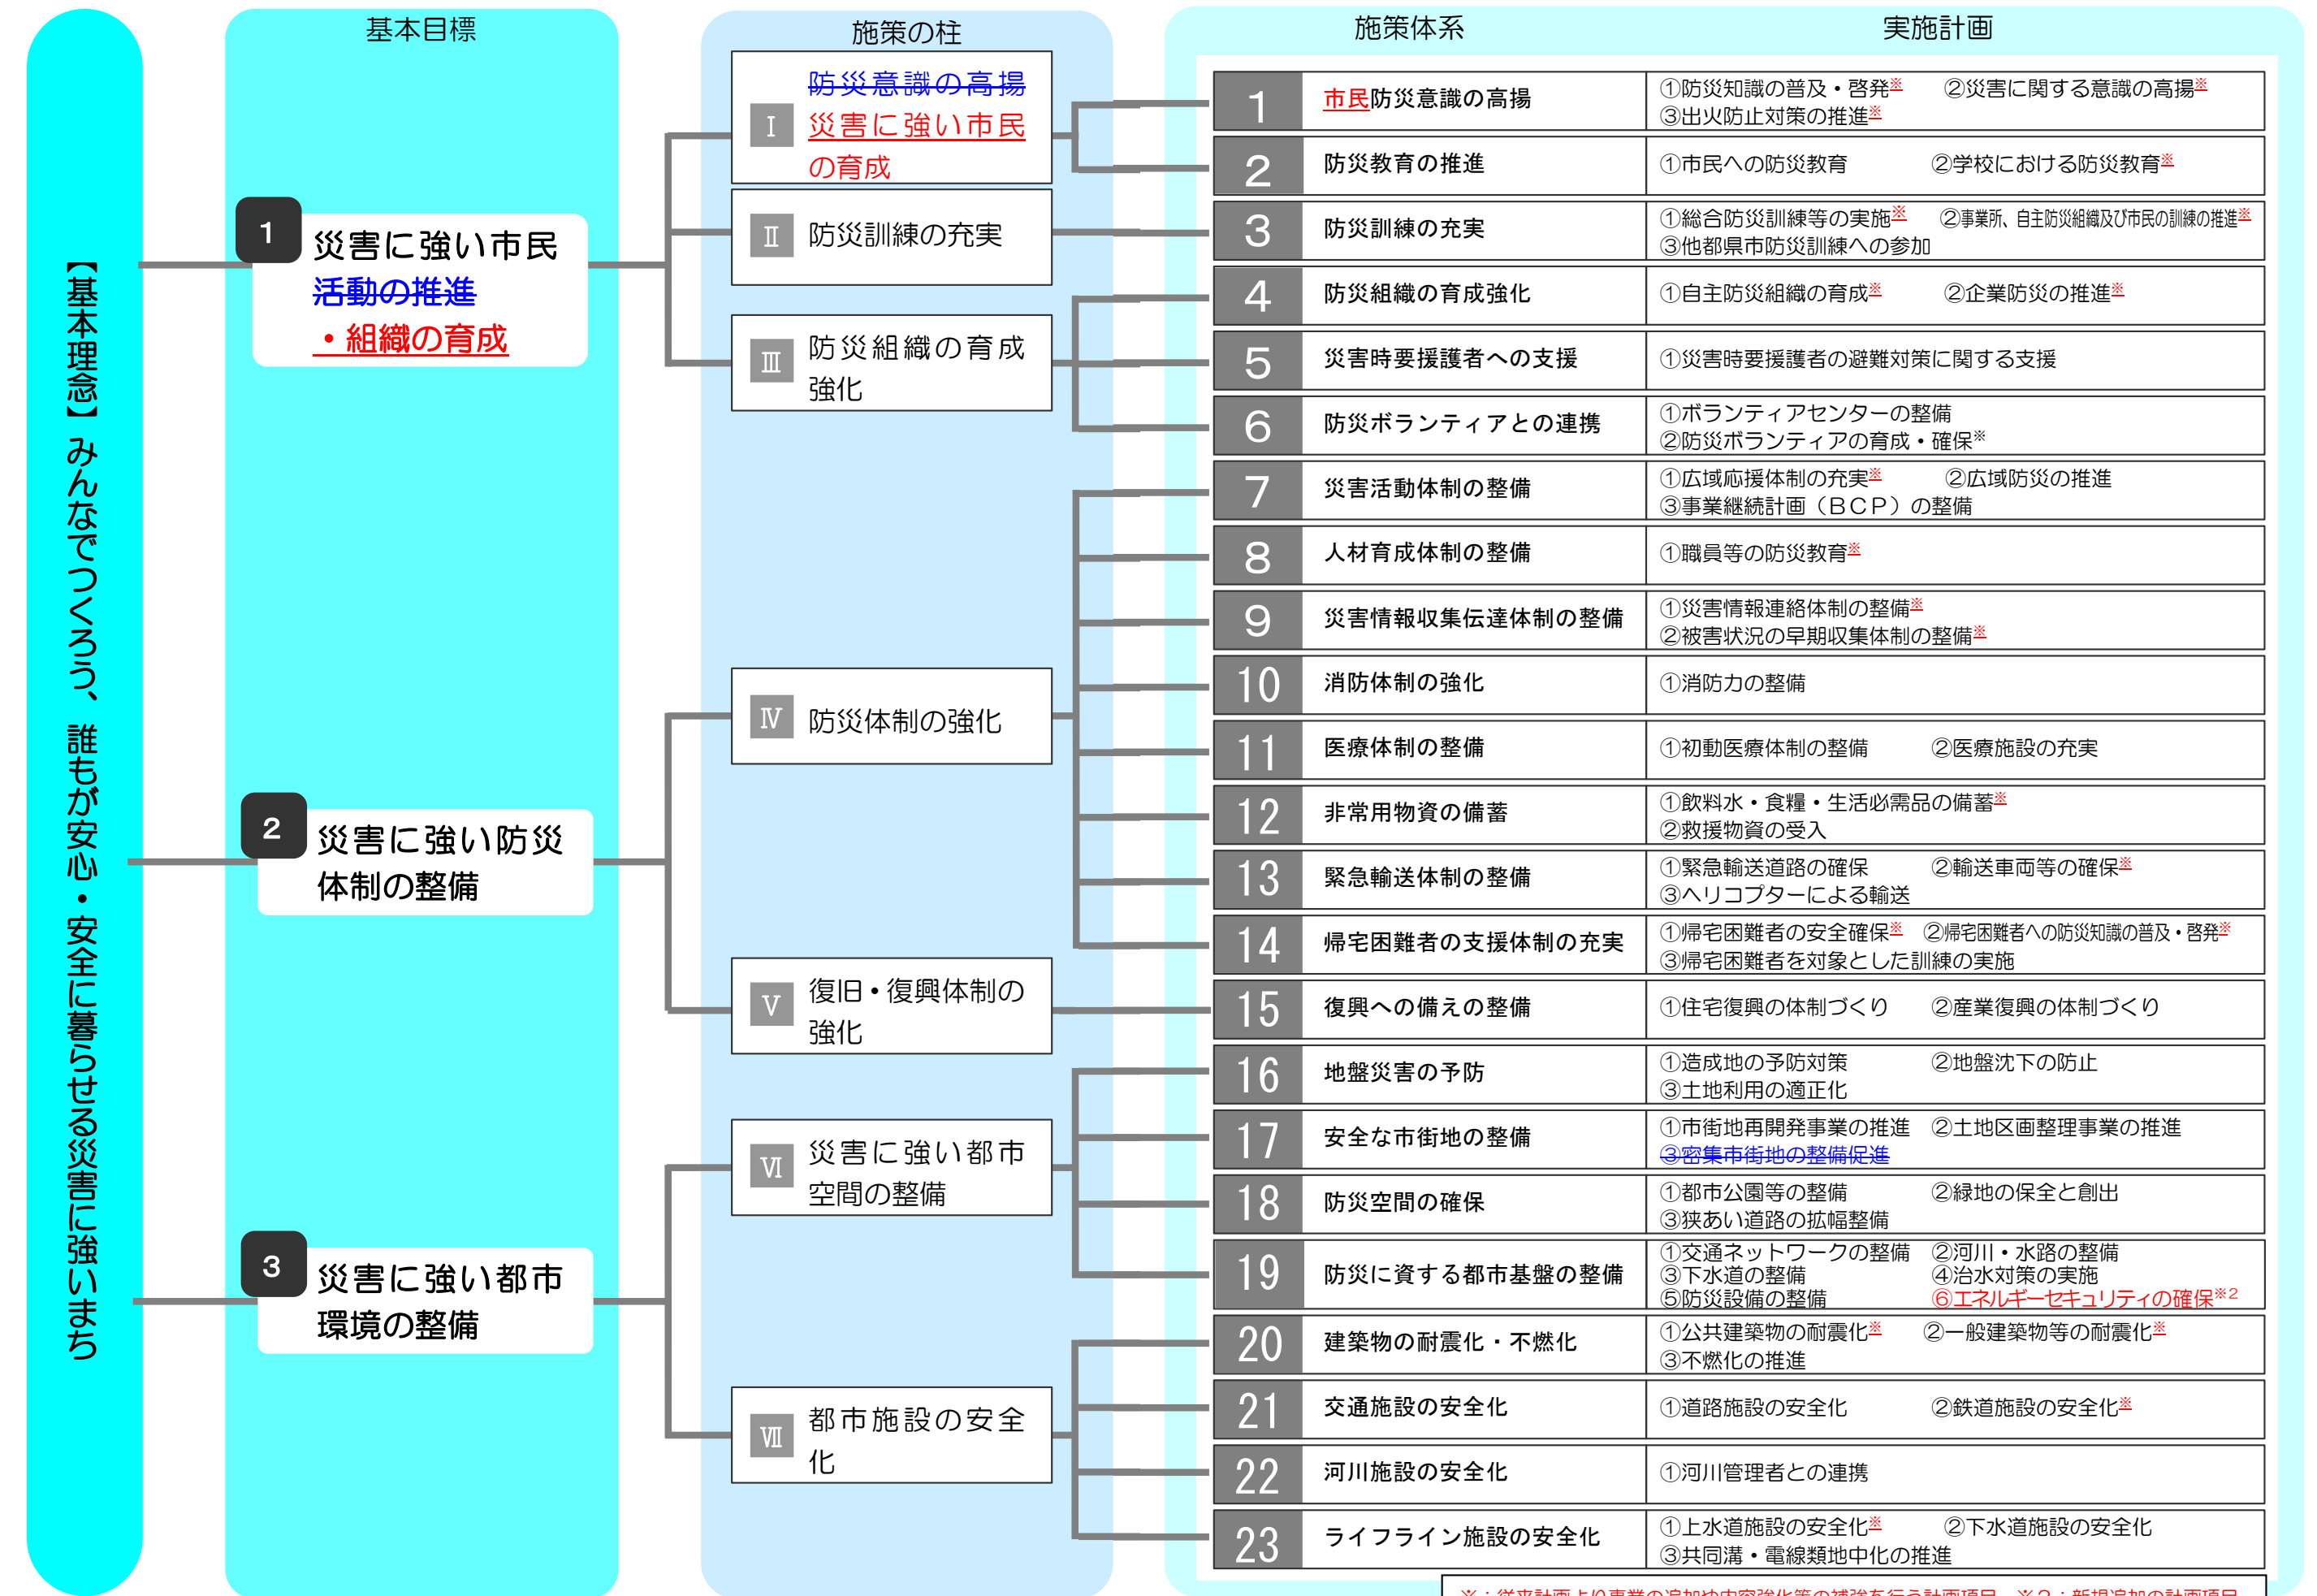 【基本理念】みんなでつくろう、誰もが安心・安全に暮らせる災害に強いまち
基本目標
施策の柱
施策体系
実施計画
1
災害に強い市民
活動の推進
・組織の育成
2
災害に強い防災
体制の整備
3
災害に強い都市
環境の整備
Ⅰ
防災意識の高揚
災害に強い市民
の育成
Ⅱ
防災訓練の充実
Ⅲ
防災組織の育成
強化
Ⅳ
防災体制の強化
Ⅴ
復旧・復興体制の
強化
Ⅵ
災害に強い都市
空間の整備
Ⅶ
都市施設の安全
化
1 市民防災意識の高揚 ①防災知識の普及・啓発※ ②災害に関する意識の高揚※
③出火防止対策の推進※
2 防災教育の推進 ①市民への防災教育 ②学校における防災教育※
3 防災訓練の充実 ①総合防災訓練等の実施※ ②事業所、自主防災組織及び市民の訓練の推進※
③他都県市防災訓練への参加
4 防災組織の育成強化 ①自主防災組織の育成※ ②企業防災の推進※
5 災害時要援護者への支援 ①災害時要援護者の避難対策に関する支援
6 防災ボランティアとの連携 ①ボランティアセンターの整備
②防災ボランティアの育成・確保※
7 災害活動体制の整備 ①広域応援体制の充実※ ②広域防災の推進
③事業継続計画（ＢＣＰ）の整備
8 人材育成体制の整備 ①職員等の防災教育※
9 災害情報収集伝達体制の整備 ①災害情報連絡体制の整備※
②被害状況の早期収集体制の整備※
10 消防体制の強化 ①消防力の整備
11 医療体制の整備 ①初動医療体制の整備 ②医療施設の充実
12 非常用物資の備蓄 ①飲料水・食糧・生活必需品の備蓄※
②救援物資の受入
13 緊急輸送体制の整備 ①緊急輸送道路の確保 ②輸送車両等の確保※
③ヘリコプターによる輸送
14 帰宅困難者の支援体制の充実 ①帰宅困難者の安全確保※ ②帰宅困難者への防災知識の普及・啓発※
③帰宅困難者を対象とした訓練の実施
15 復興への備えの整備 ①住宅復興の体制づくり ②産業復興の体制づくり
16 地盤災害の予防 ①造成地の予防対策 ②地盤沈下の防止
③土地利用の適正化
17 安全な市街地の整備 ①市街地再開発事業の推進 ②土地区画整理事業の推進
③密集市街地の整備促進
18 防災空間の確保 ①都市公園等の整備 ②緑地の保全と創出
③狭あい道路の拡幅整備
19 防災に資する都市基盤の整備 ①交通ネットワークの整備 ②河川・水路の整備
③下水道の整備 ④治水対策の実施
⑤防災設備の整備 ⑥エネルギーセキュリティの確保※2
20 建築物の耐震化・不燃化 ①公共建築物の耐震化※ ②一般建築物等の耐震化※
③不燃化の推進
21 交通施設の安全化 ①道路施設の安全化 ②鉄道施設の安全化※
22 河川施設の安全化 ①河川管理者との連携
23 ライフライン施設の安全化 ①上水道施設の安全化※ ②下水道施設の安全化
③共同溝・電線類地中化の推進
※：従来計画より事業の追加や内容強化等の補強を行う計画項目 ※２：新規追加の計画項目